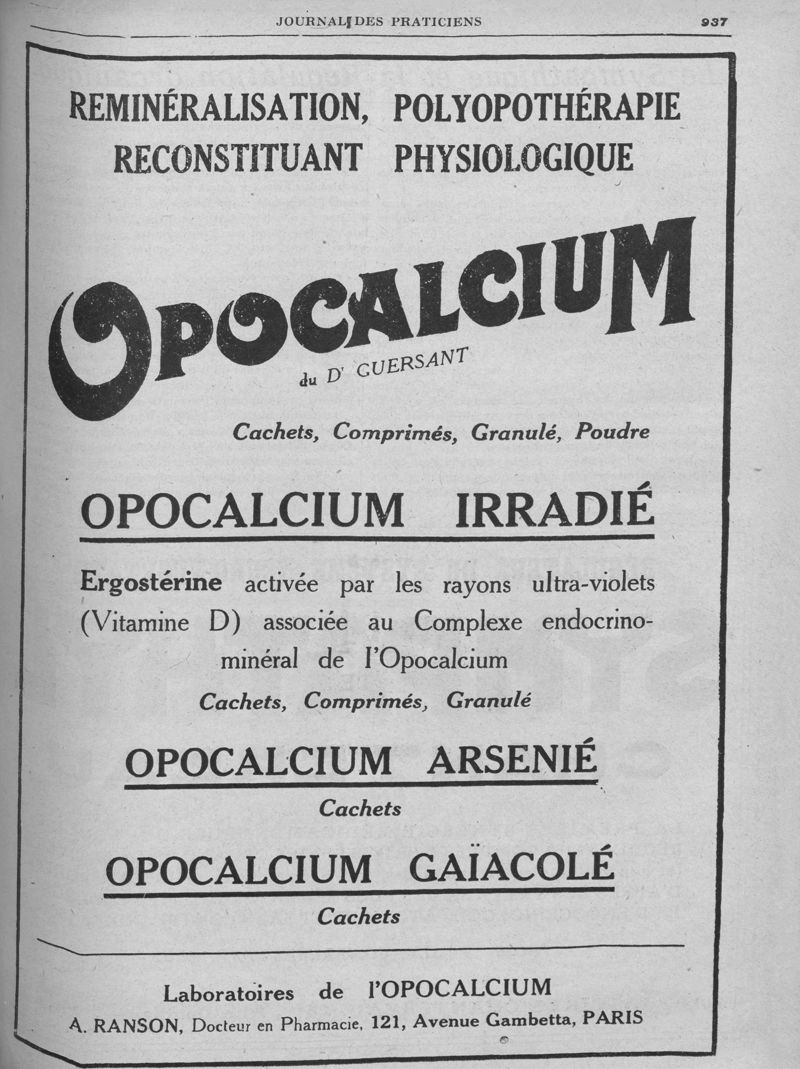 JOURNAL DES PRATICIENS
937
REMINÉRALISATION, POLYOPOTHÉRAPIE
RECONSTITUANT PHYSIOLOGIQUE
OPOCALCIUM
du Dr GUERSANT
Cachets, Comprimés, Granulé, Poudre
OPOCALCIUM IRRADIÉ
Ergostérine activée par les rayons ultra-violets
(Vitamine D) associée au Complexe endocrino-
minéral de l'Opocalcium
Cachets, Comprimés, Granulé
OPOCALCIUM ARSENIÉ
Cachets
OPOCALCIUM GAÏACOLÉ
Cachets
Laboratoires de l'OPOCALCIUM
A. RANSON, Docteur en Pharmacie, 121, Avenue Gambetta, PARIS